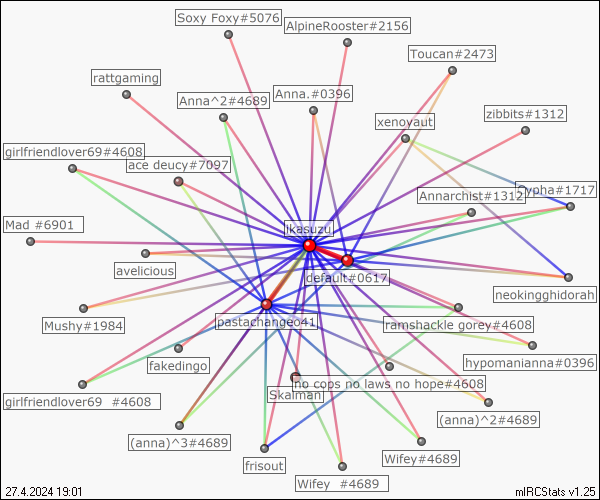 Soxy Foxy#5076
AlpineRooster#2156
Toucan#2473
rattgaming
Anna^2#4689
Anna.#0396
zibbits#1312
xenoyaut
girlfriendlover69#4608
ace deucy#7097
Annarchist#1312
Cypha#1717
Mad #6901
ikasuzu
avelicious
default#0617
neokingghidorah
Mushy#1984
pastazhangeo41
ramshackle gorey#4608
fakedingo
hypomanianna#0396
no cops no laws no hope#4608
Skalman
girlfriendlover69 #4608
(anna)^2#4689
(anna)^3#4689
frisout
Wifey#4689
Wifey #4689
27.4.2024 19:01
mIRCStats v1.25